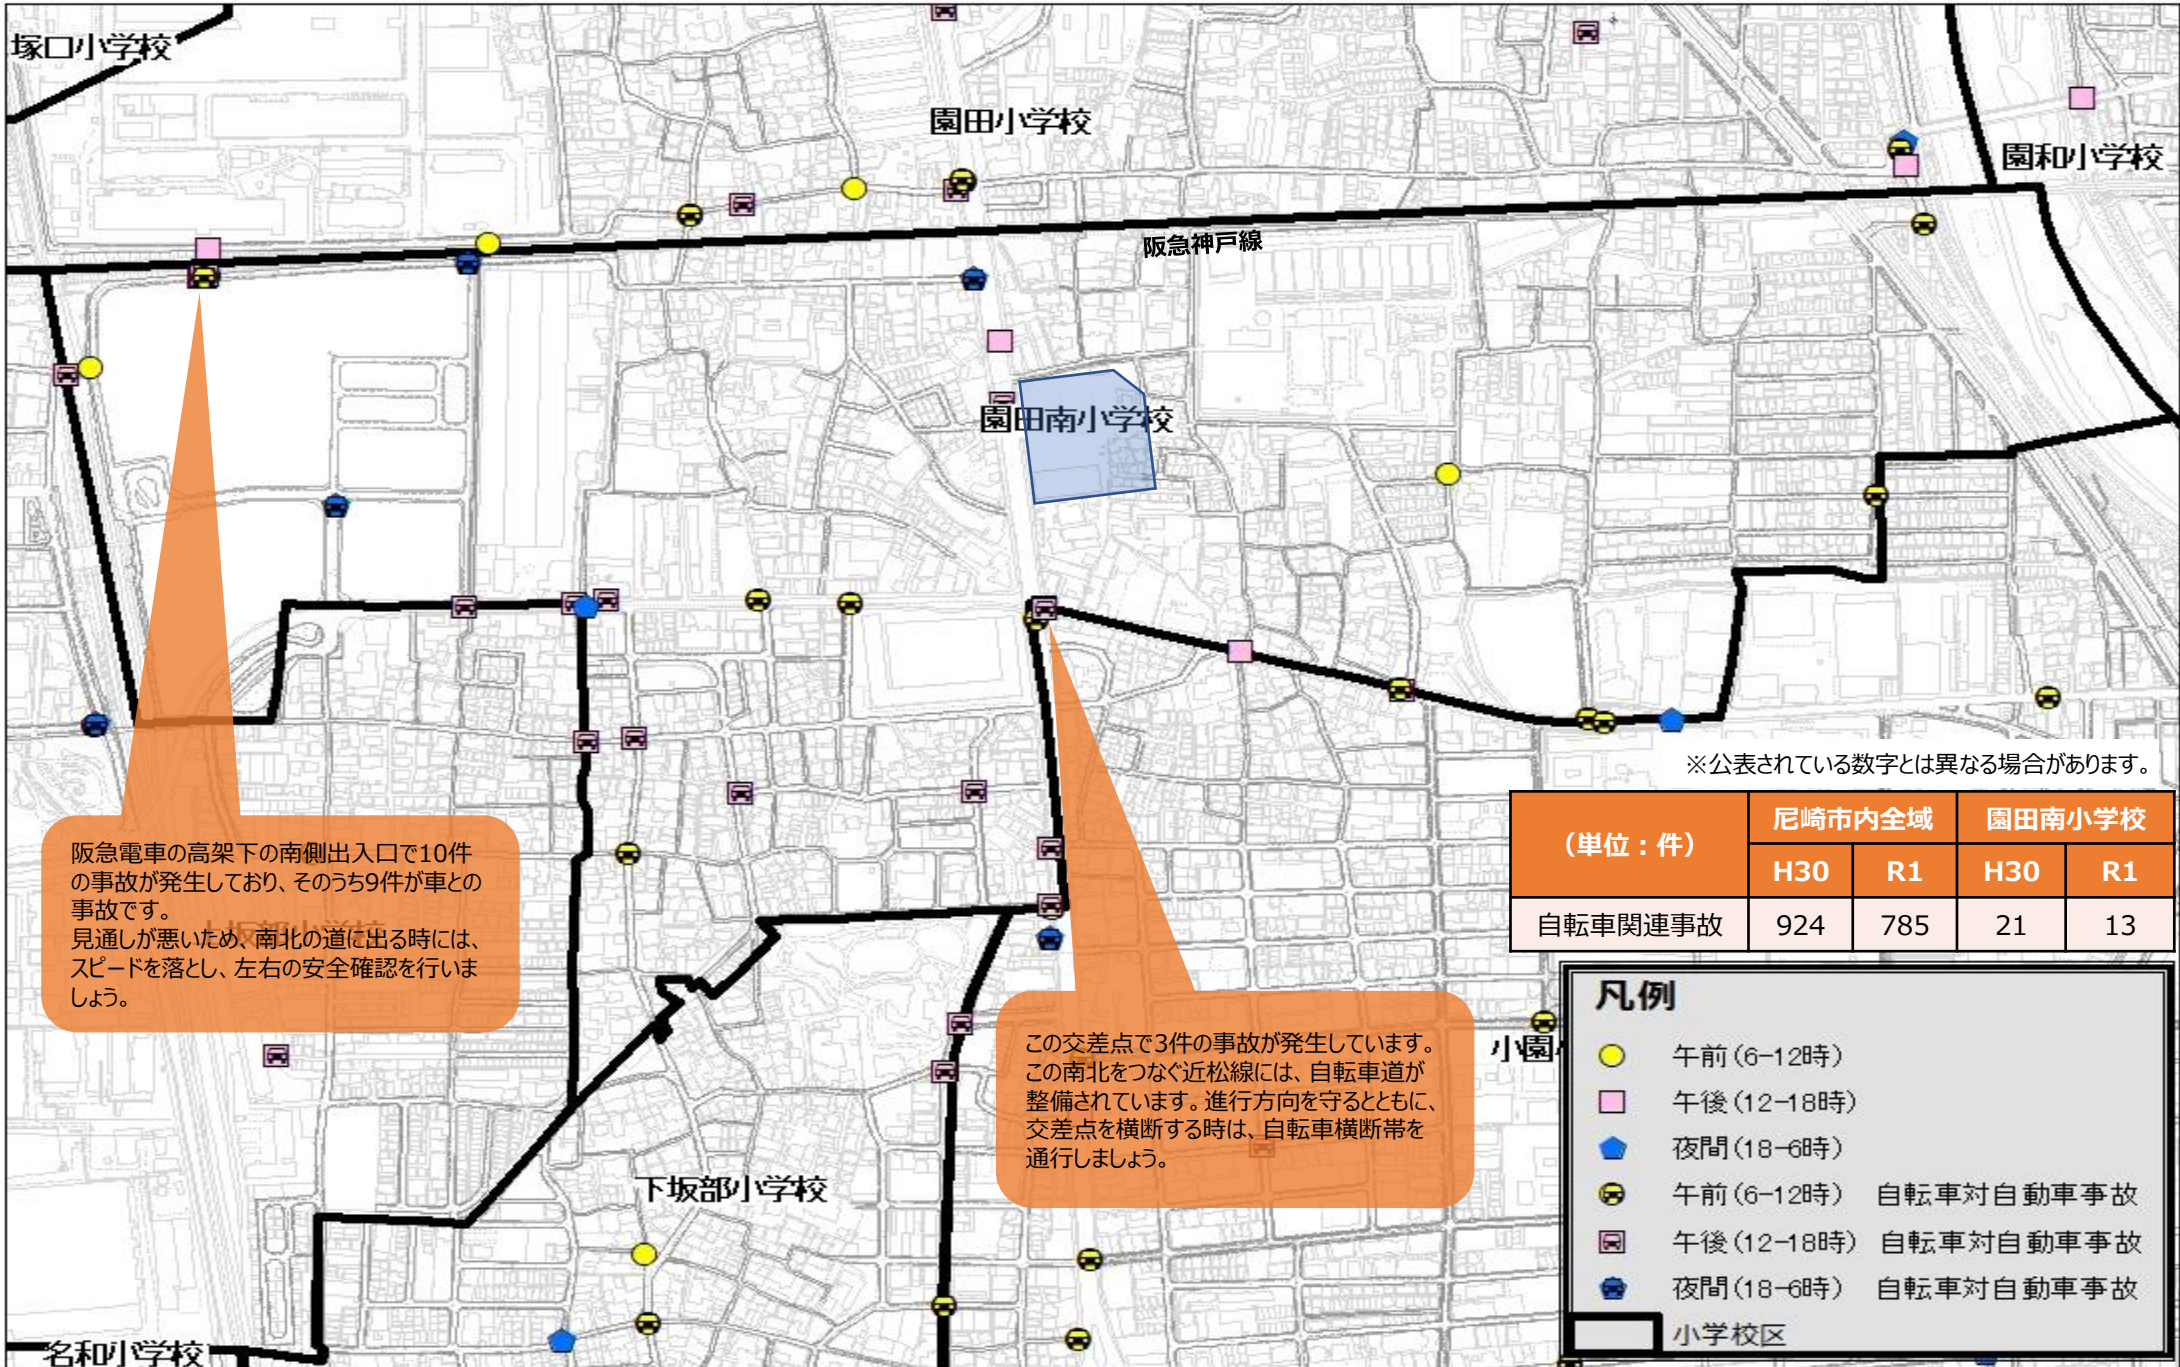 塚口小学校
園田小学校
園和小学校
阪急神戸線
園田南小学校
※公表されている数字とは異なる場合があります。
(単位：件) 尼崎市内全域 園田南小学校
H30 R1 H30 R1
自転車関連事故 924 785 21 13
阪急電車の高架下の南側出入口で10件
の事故が発生しており、そのうち9件が車との
事故です。
見通しが悪いため、南北の道に出る時には、
スピードを落とし、左右の安全確認を行いま
しょう。
この交差点で3件の事故が発生しています。
この南北をつなぐ近松線には、自転車道が
整備されています。進行方向を守るとともに、
交差点を横断する時は、自転車横断帯を
通行しましょう。
小園
下坂部小学校
名和小学校
凡例
午前(6-12時)
午後(12-18時)
夜間(18-6時)
午前(6-12時) 自転車対自動車事故
午後(12-18時) 自転車対自動車事故
夜間(18-6時) 自転車対自動車事故
小学校区